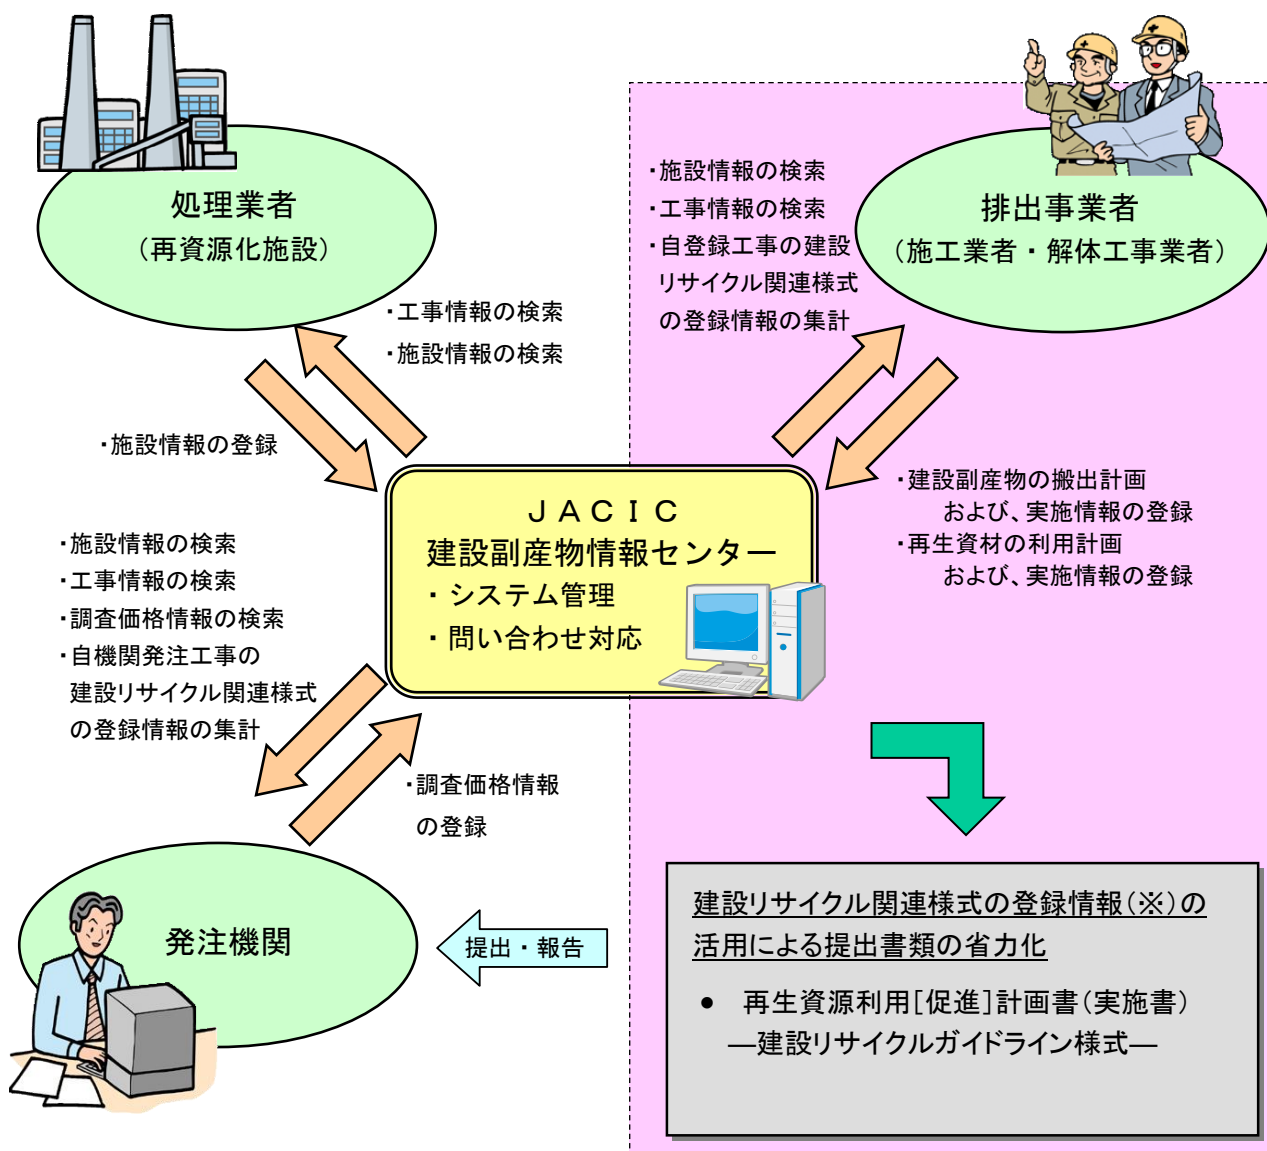 処理業者
（再資源化施設）
・工事情報の検索
・施設情報の検索
・施設情報の登録
・施設情報の検索
・工事情報の検索
・自登録工事の建設
リサイクル関連様式
の登録情報の集計
排出事業者
（施工業者・解体工事業者）
・建設副産物の搬出計画
および、実施情報の登録
・再生資材の利用計画
および、実施情報の登録
ＪＡＣＩＣ
建設副産物情報センター
・システム管理
・問い合わせ対応
・施設情報の検索
・工事情報の検索
・調査価格情報の検索
・自機関発注工事の
建設リサイクル関連様式
の登録情報の集計
・調査価格情報
の登録
発注機関
提出・報告
建設リサイクル関連様式の登録情報（※）の
活用による提出書類の省力化
● 再生資源利用［促進］計画書（実施書）
―建設リサイクルガイドライン様式―